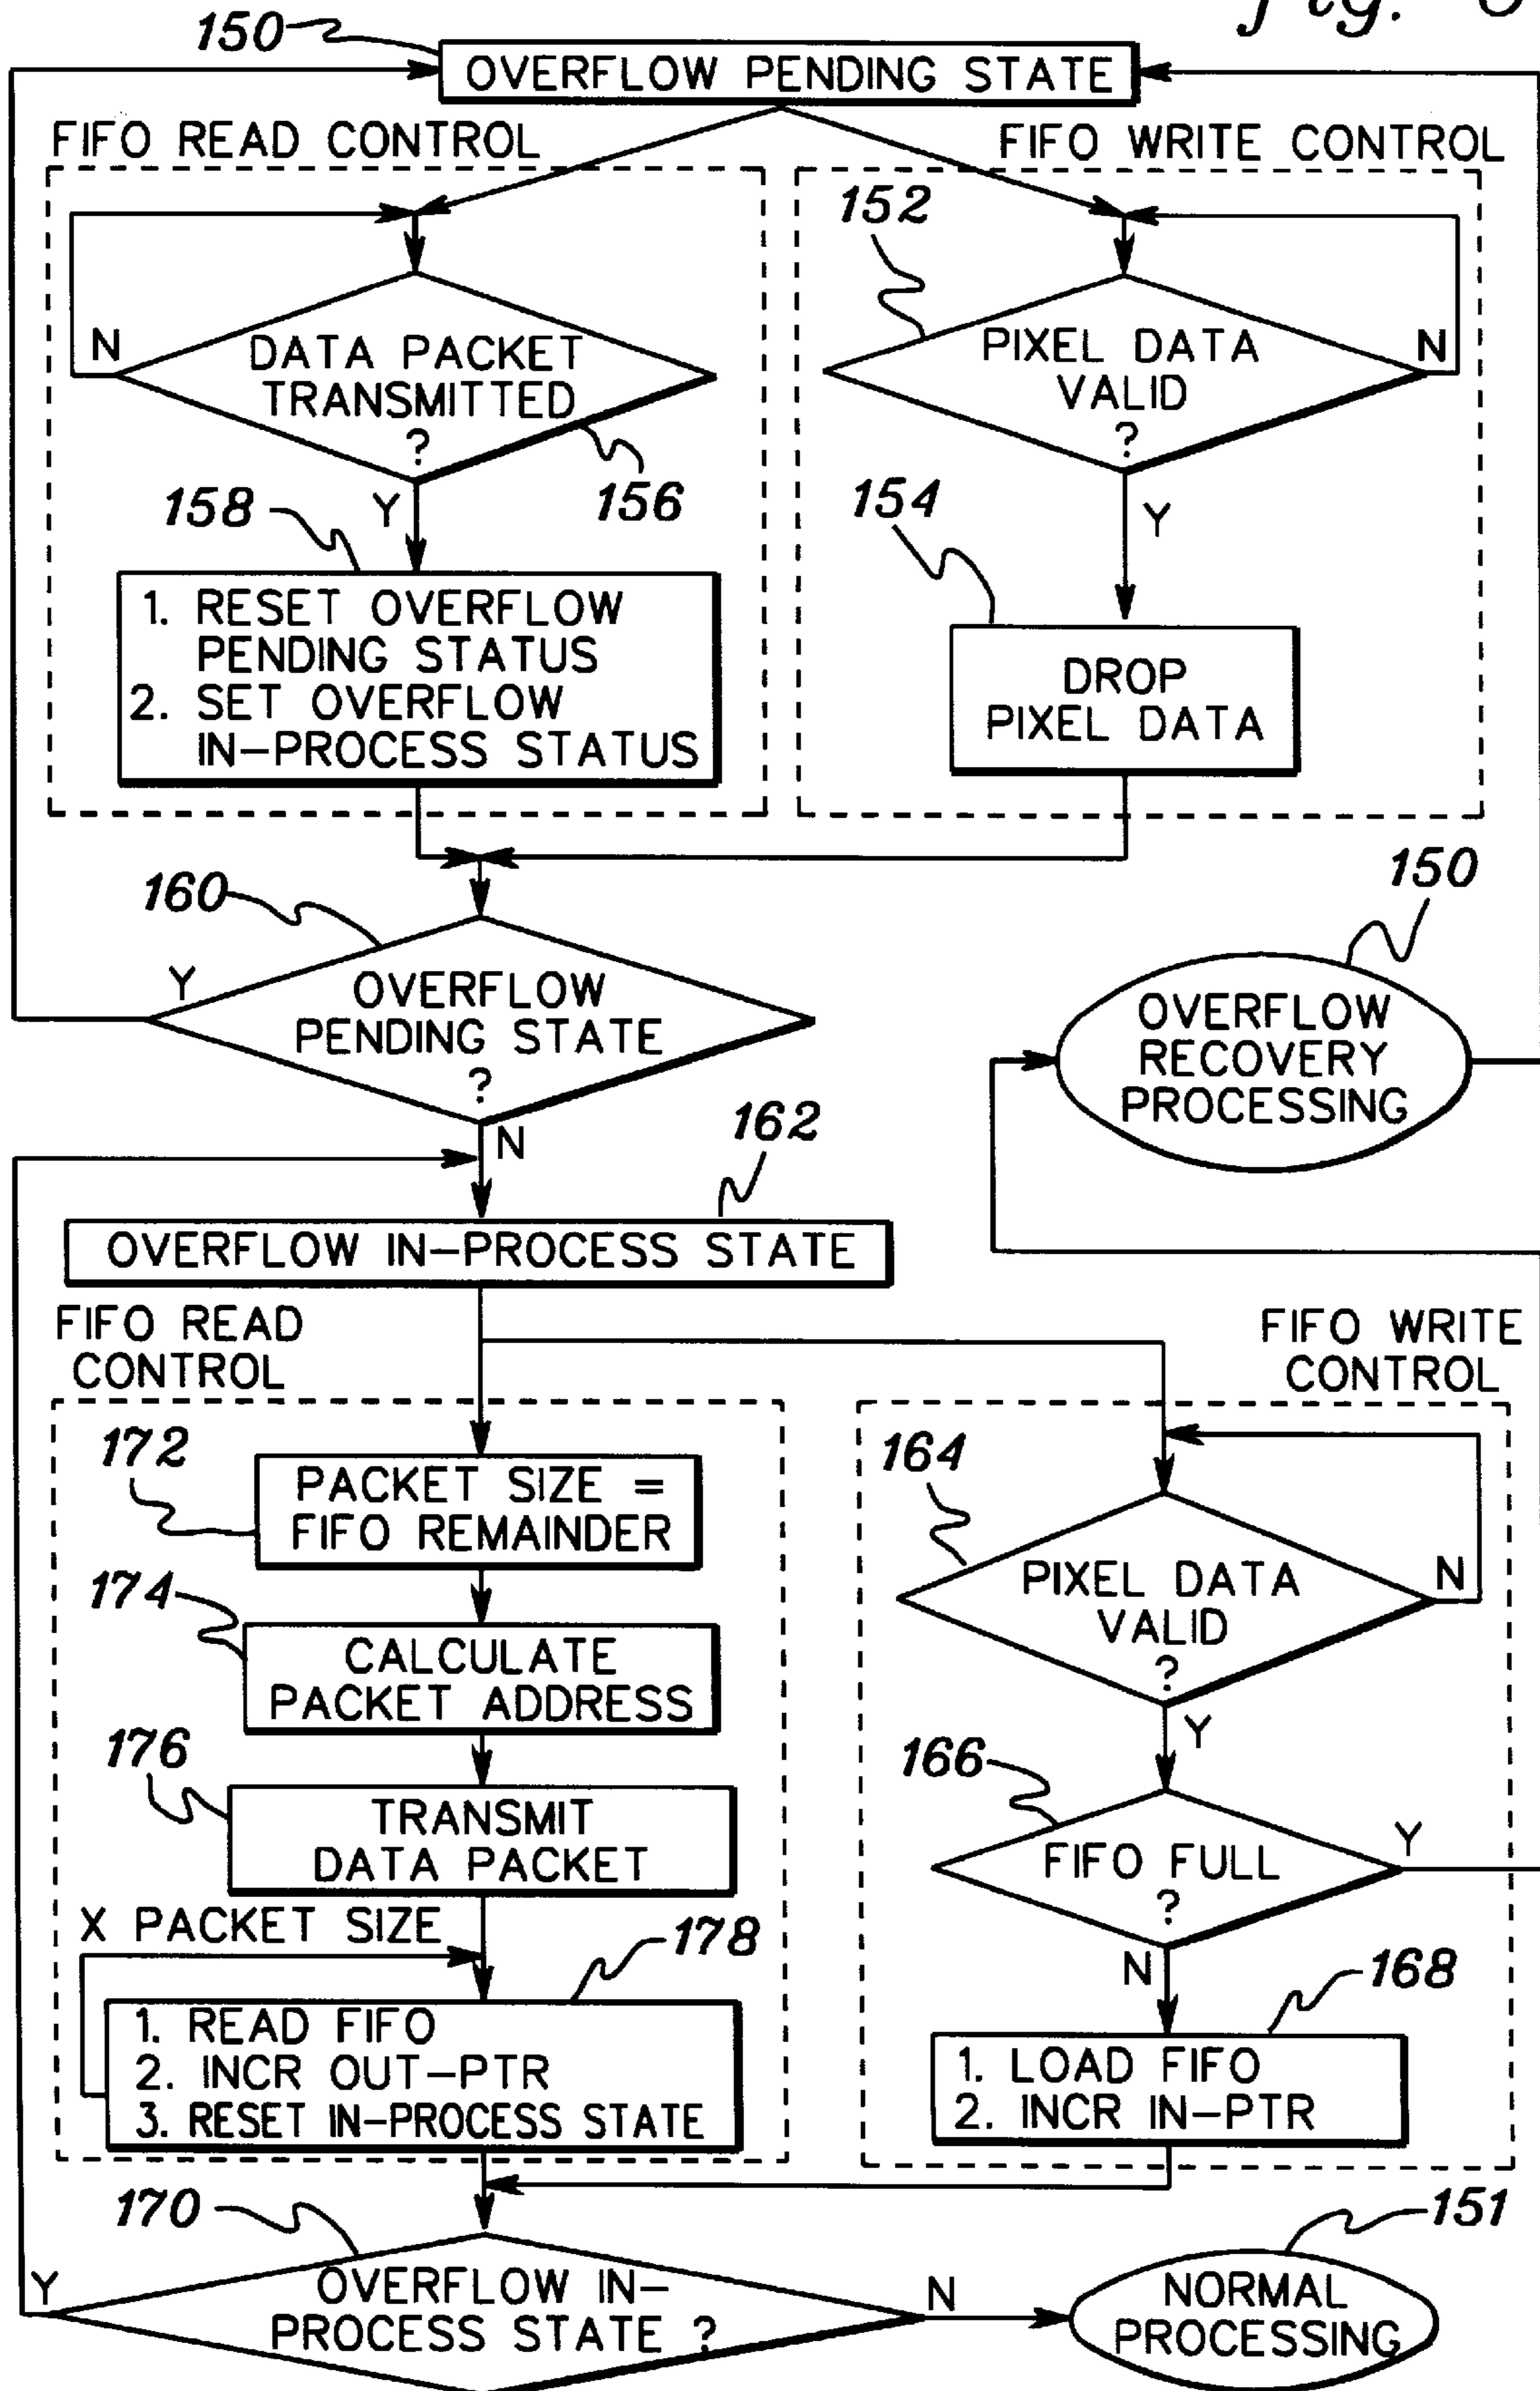 Fig.
150
OVERFLOW PENDING STATE
FIFO READ CONTROL
FIFO WRITE CONTROL
152
N
DATA PACKET
TRANSMITTED
?
156
PIXEL DATA
VALID
?
N
Y
158
1. RESET OVERFLOW
PENDING STATUS
2. SET OVERFLOW
IN-PROCESS STATUS
154
Y
DROP
PIXEL DATA
160
Y
OVERFLOW
PENDING STATE
?
N
150
OVERFLOW
RECOVERY
PROCESSING
162
OVERFLOW IN-PROCESS STATE
FIFO READ
CONTROL
FIFO WRITE
CONTROL
172
PACKET SIZE =
FIFO REMAINDER
174
CALCULATE
PACKET ADDRESS
176
TRANSMIT
DATA PACKET
X PACKET SIZE
178
1. READ FIFO
2. INCR OUT-PTR
3. RESET IN-PROCESS STATE
164
PIXEL DATA
VALID
?
N
Y
166
FIFO FULL
?
Y
N
168
1. LOAD FIFO
2. INCR IN-PTR
170
Y
OVERFLOW IN-
PROCESS STATE ?
N
151
NORMAL
PROCESSING